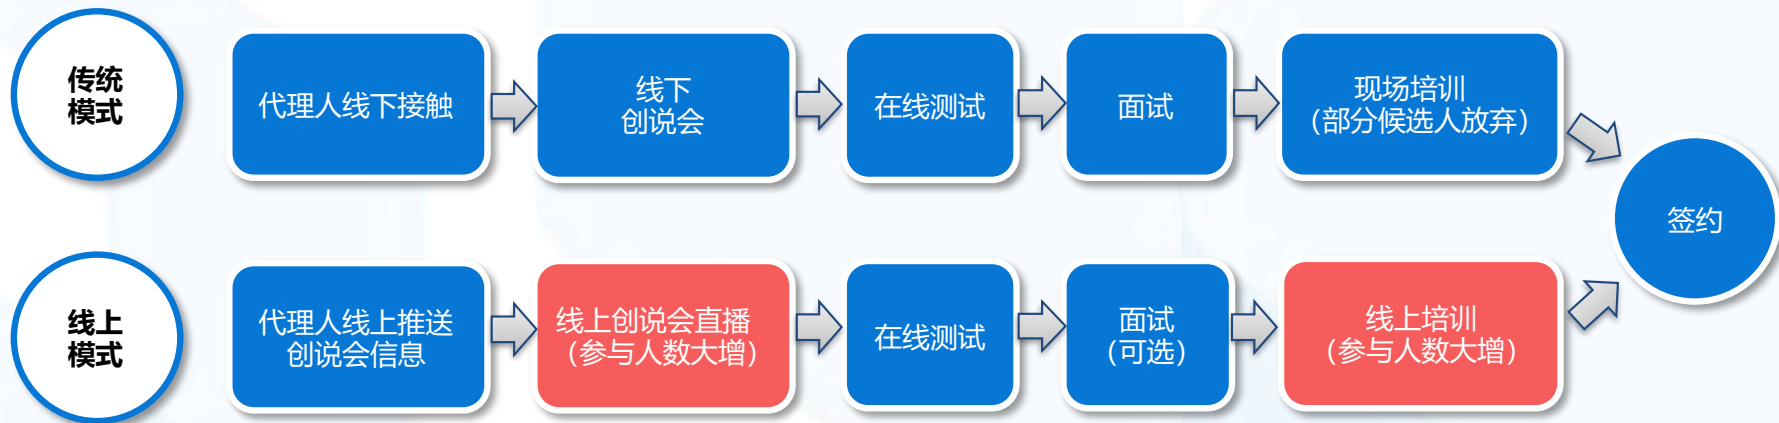 传统
模式
代理人线下接触
线下
创说会
在线测试
面试
现场培训
（部分候选人放弃）
签约
线上
模式
代理人线上推送
创说会信息
线上创说会直播
（参与人数大增）
在线测试
面试
（可选）
线上培训
（参与人数大增）